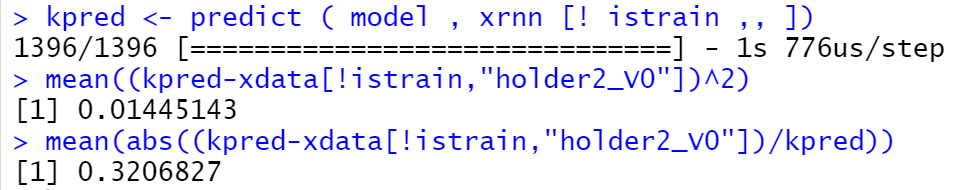 > kpred <- predict ( model , xrnn [! istrain ,, ])
1396/1396 [==============================] - 1s 776us/step
> mean((kpred-xdata[!istrain,"holder2_V0"])^2)
[1] 0.01445143
> mean(abs((kpred-xdata[!istrain,"holder2_V0"])/kpred))
[1] 0.3206827